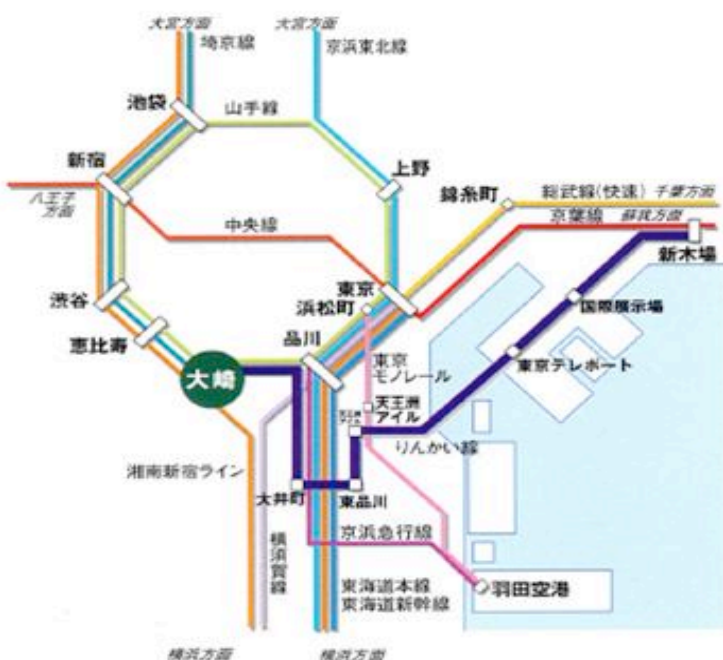 大宮方面
大宮方面
埼京線
京浜東北線
池袋
山手線
新宿
上野
八王子
方面
錦糸町
総武線(快速)
千葉方面
京葉線
蘇我方面
中央線
新木場
東京
浜松町
渋谷
国際展示場
品川
恵比寿
大崎
東京
モノレール
東京テレポート
天王洲
アイル
天王洲
アイル
りんかい線
湘南新宿ライン
大井町
東品川
京浜急行線
横須賀線
東海道本線
東海道新幹線
羽田空港
横浜方面
横浜方面